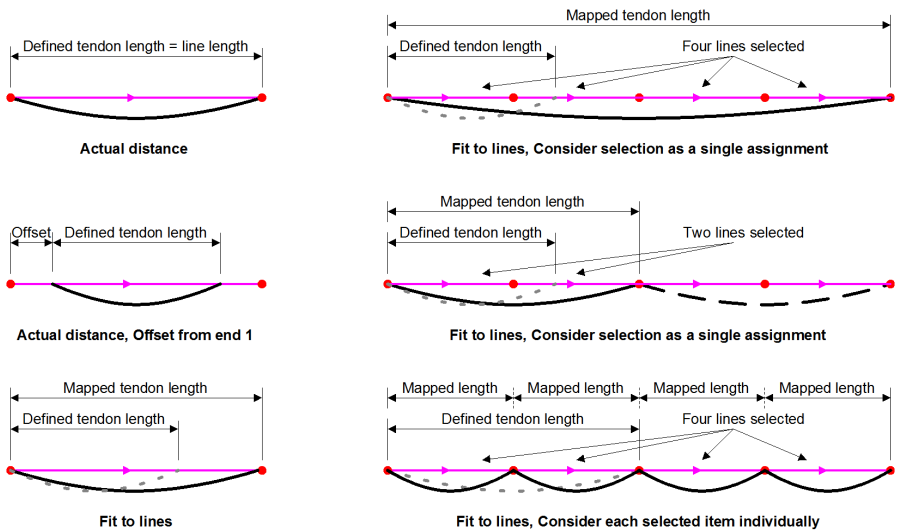 Defined tendon length = line length
Actual distance
Mapped tendon length
Defined tendon length
Four lines selected
Fit to lines, Consider selection as a single assignment
Offset
Defined tendon length
Actual distance, Offset from end 1
Mapped tendon length
Defined tendon length
Two lines selected
Fit to lines, Consider selection as a single assignment
Mapped tendon length
Defined tendon length
Fit to lines
Mapped length
Mapped length
Mapped length
Mapped length
Defined tendon length
Four lines selected
Fit to lines, Consider each selected item individually